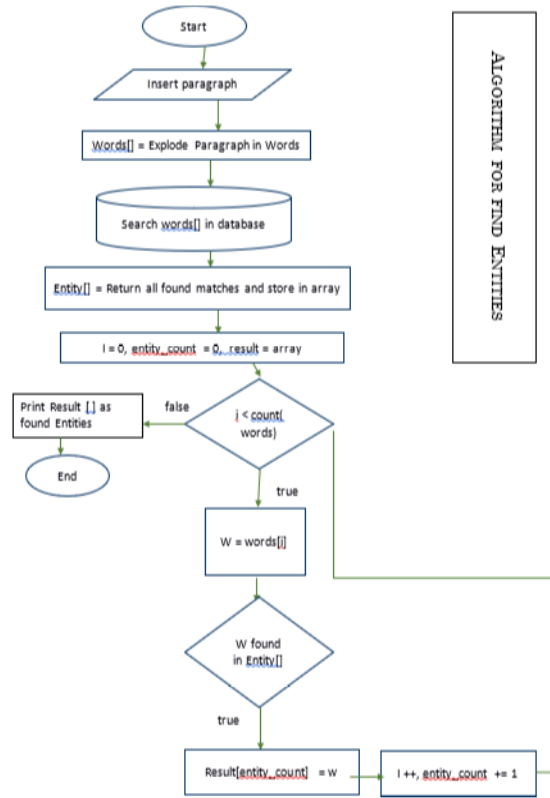 Start
ALGORITHM FOR FIND ENTITIES
Insert paragraph
Words[] = Explode Paragraph in Words
Search words[] in database
Entity[] = Return all found matches and store in array
I = 0, entity_count = 0, result = array
Print Result [] as
found Entities
false
i < count(
words)
End
true
W = words[i]
W found
in Entity[]
true
Result[entity_count] = w
I ++, entity_count += 1